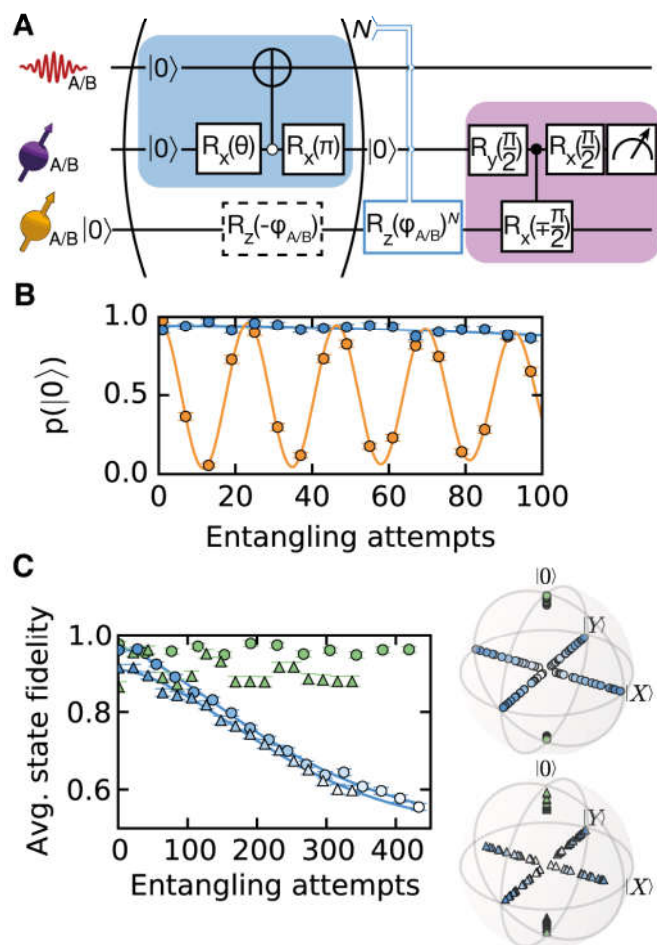 A
N
A/B
|0⟩
A/B
|0⟩
Rx(θ)
Rx(π)
|0⟩
Ry(π/2)
Rx(π/2)
A/B
|0⟩
Rz(-φA/B)
Rz(φA/B)^N
Rx(∓π/2)
B
p(|0⟩)
1.0
0.5
0.0
0
20
40
60
80
100
Entangling attempts
C
Avg. state fidelity
1.0
0.8
0.6
0
100
200
300
400
Entangling attempts
|0⟩
|Y⟩
|X⟩
|0⟩
|Y⟩
|X⟩